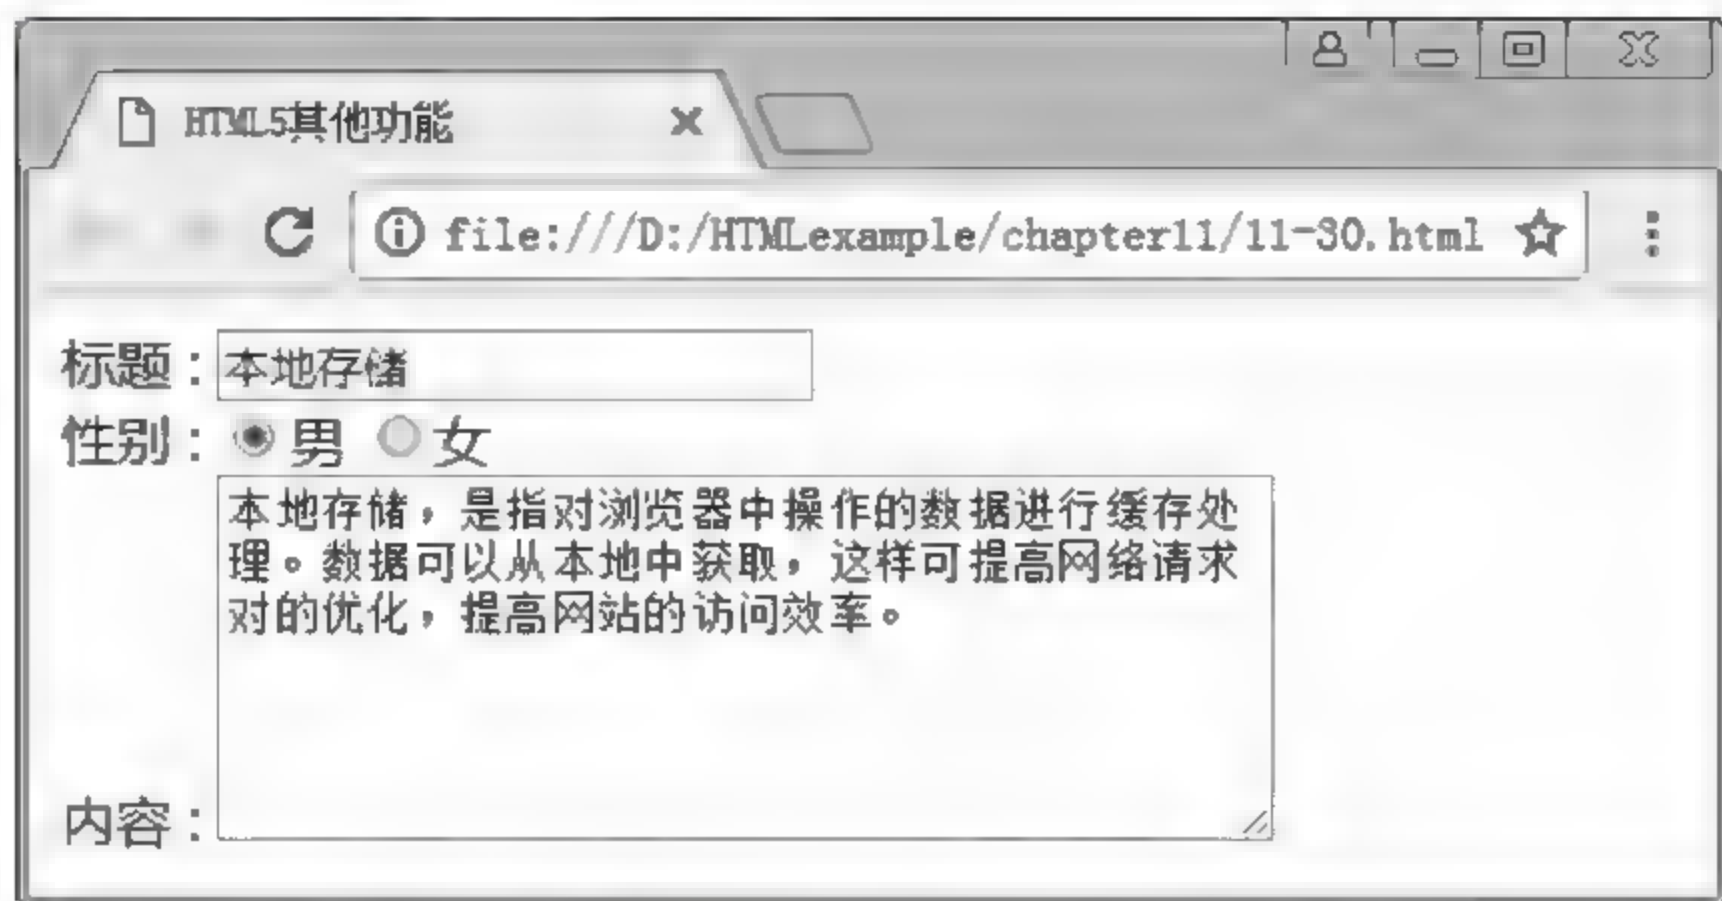 HTML5其他功能
file:///D:/HTMLexample/chapter11/11-30.html
标题：本地存储
性别：男 女
本地存储，是指对浏览器中操作的数据进行缓存处
理。数据可以从本地中获取，这样可提高网络请求
对的优化，提高网站的访问效率。
内容：